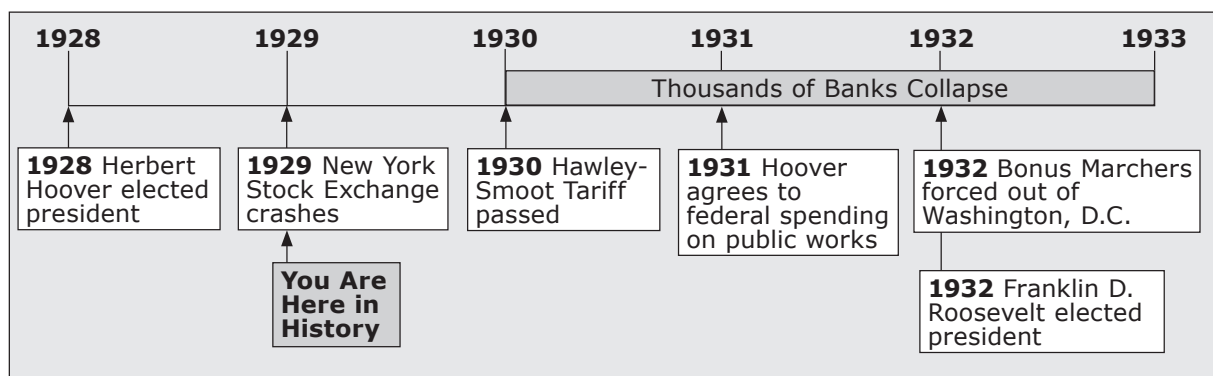 1928 1929 1930 1931 1932 1933
Thousands of Banks Collapse
1928 Herbert
Hoover elected
president
1929 New York
Stock Exchange
crashes
1930 Hawley-
Smoot Tariff
passed
1931 Hoover
agrees to
federal spending
on public works
1932 Bonus Marchers
forced out of
Washington, D.C.
You Are
Here in
History
1932 Franklin D.
Roosevelt elected
president